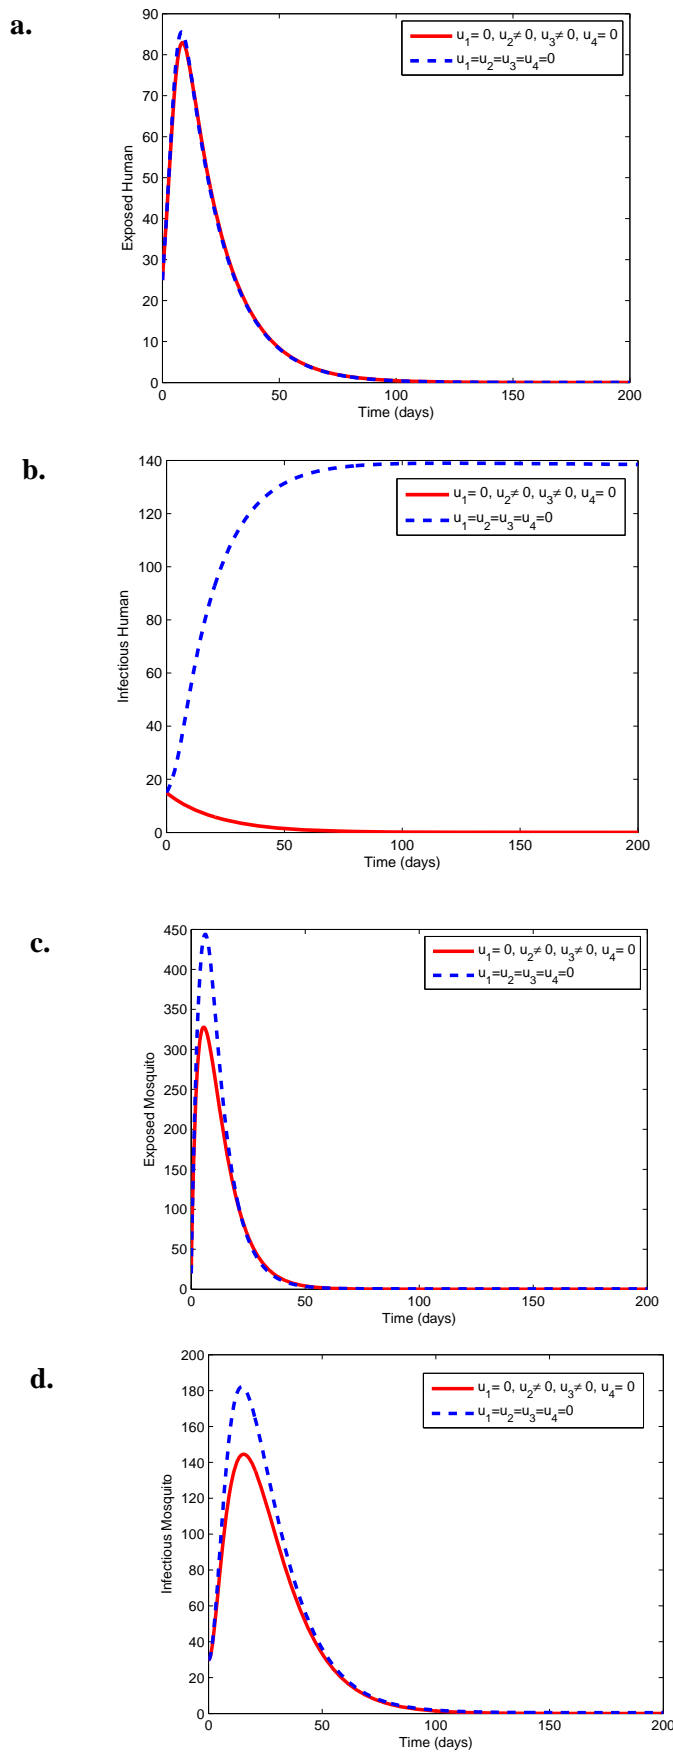 a.
90
80
70
60
50
40
30
20
10
0
Exposed Human
u1= 0, u2≠ 0, u3≠ 0, u4= 0
u1=u2=u3=u4=0
0 50 100 150 200
Time (days)
b.
140
120
100
80
60
40
20
0
Infectious Human
u1= 0, u2≠ 0, u3≠ 0, u4= 0
u1=u2=u3=u4=0
0 50 100 150 200
Time (days)
c.
450
400
350
300
250
200
150
100
50
0
Exposed Mosquito
u1= 0, u2≠ 0, u3≠ 0, u4= 0
u1=u2=u3=u4=0
0 50 100 150 200
Time (days)
d.
200
180
160
140
120
100
80
60
40
20
0
Infectious Mosquito
u1= 0, u2≠ 0, u3≠ 0, u4= 0
u1=u2=u3=u4=0
0 50 100 150 200
Time (days)